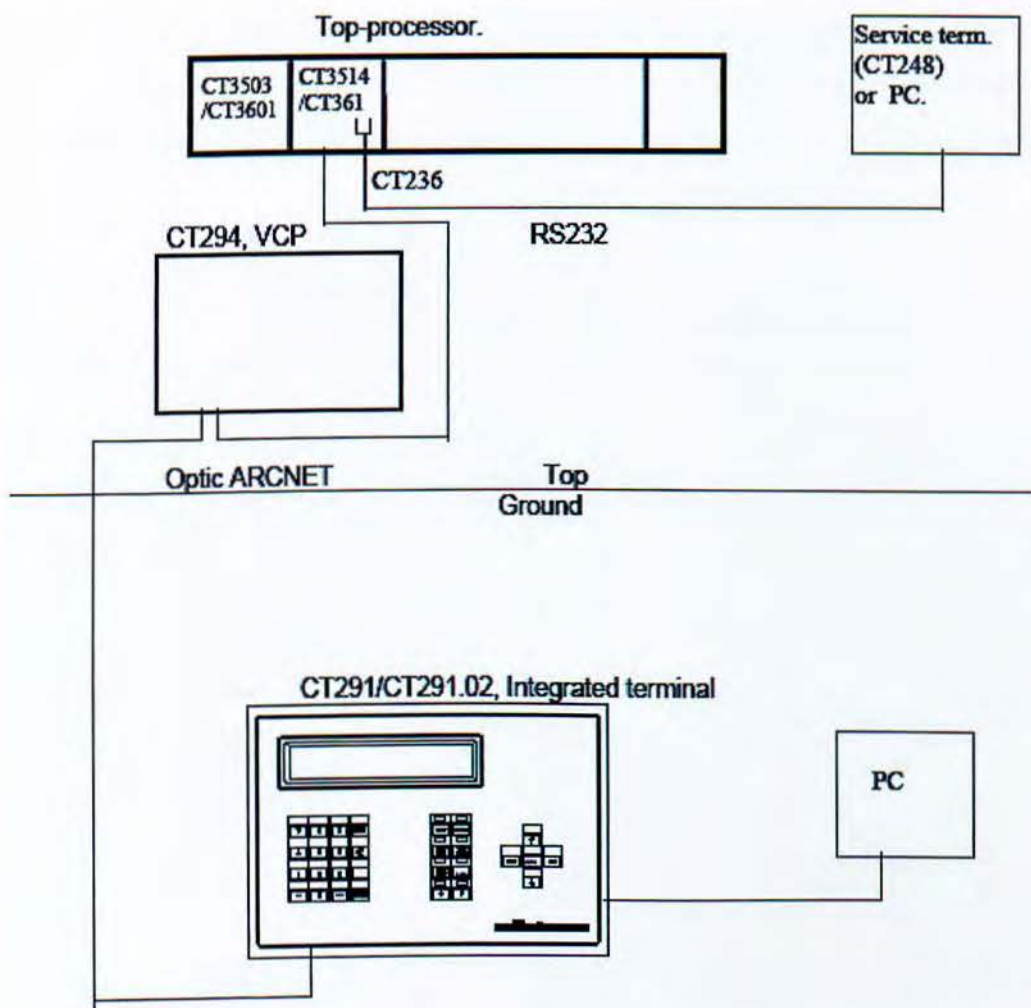 Top-processor.
CT3503
/CT3601
CT3514
/CT361
Service term.
(CT248)
or PC.
CT236
RS232
CT294, VCP
Optic ARCNET
Top
Ground
CT291/CT291.02, Integrated terminal
PC